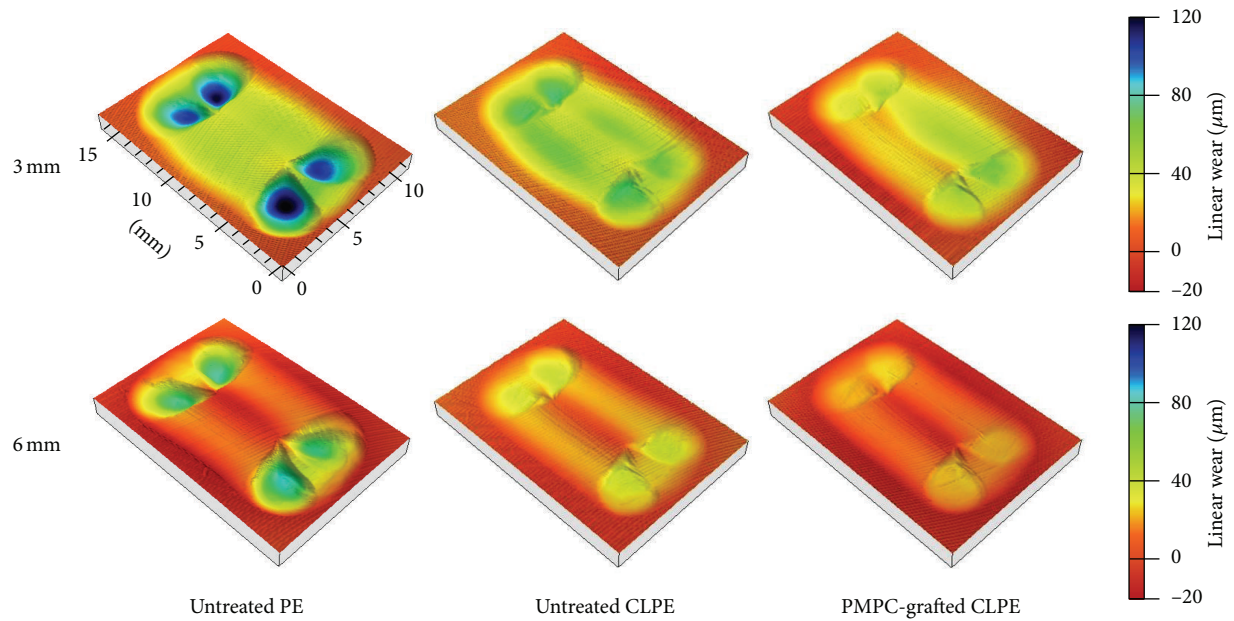 3 mm
15
10
5
0
(mm)
0
5
10
120
80
40
0
–20
Linear wear (μm)
6 mm
120
80
40
0
–20
Linear wear (μm)
Untreated PE
Untreated CLPE
PMPC-grafted CLPE